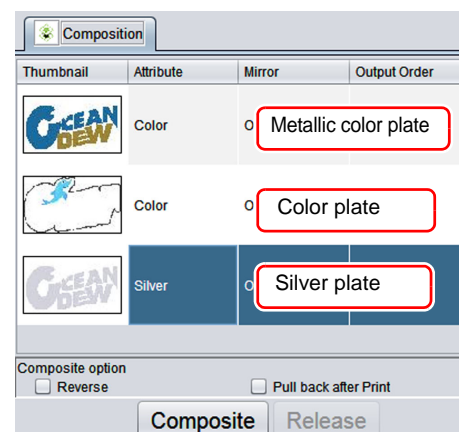 Composition
Thumbnail Attribute Mirror Output Order
OCEAN
DEW
Color
O
Metallic color plate
Color
O
Color plate
OCEAN
DEW
Silver
O
Silver plate
Composite option
Reverse Pull back after Print
Composite Release